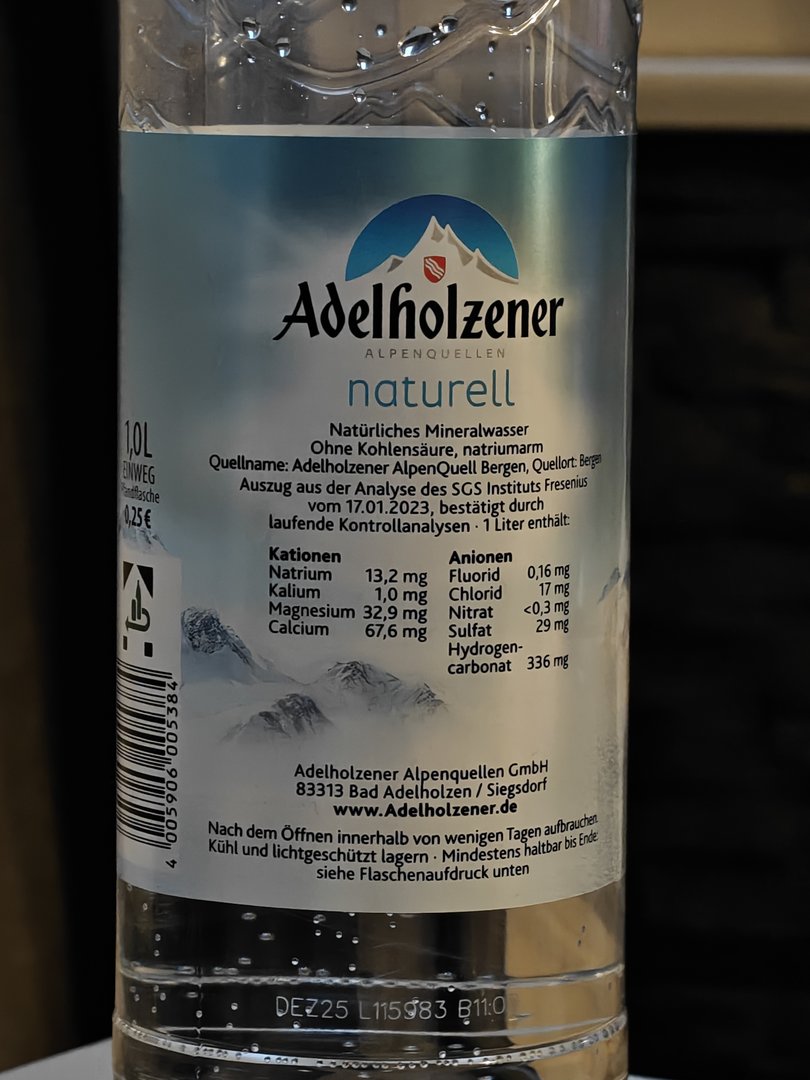 Adelholzener
ALPENQUELLEN
naturell
Natürliches Mineralwasser
Ohne Kohlensäure, natriumarm
Quellname: Adelholzener AlpenQuell Bergen, Quellort: Bergen
Auszug aus der Analyse des SGS Instituts Fresenius
vom 17.01.2023, bestätigt durch
laufende Kontrollanalysen · 1 Liter enthält:
Kationen
Natrium 13,2 mg
Kalium 1,0 mg
Magnesium 32,9 mg
Calcium 67,6 mg
Anionen
Fluorid 0,16 mg
Chlorid 17 mg
Nitrat <0,3 mg
Sulfat 29 mg
Hydrogen-
carbonat 336 mg
Adelholzener Alpenquellen GmbH
83313 Bad Adelholzen / Siegsdorf
www.Adelholzener.de
Nach dem Öffnen innerhalb von wenigen Tagen aufbrauchen.
Kühl und lichtgeschützt lagern · Mindestens haltbar bis Ende:
siehe Flaschenaufdruck unten
1,0L
EINWEG
Pfandflasche
0,25€
4 005906 005384
DEZ25 L115983